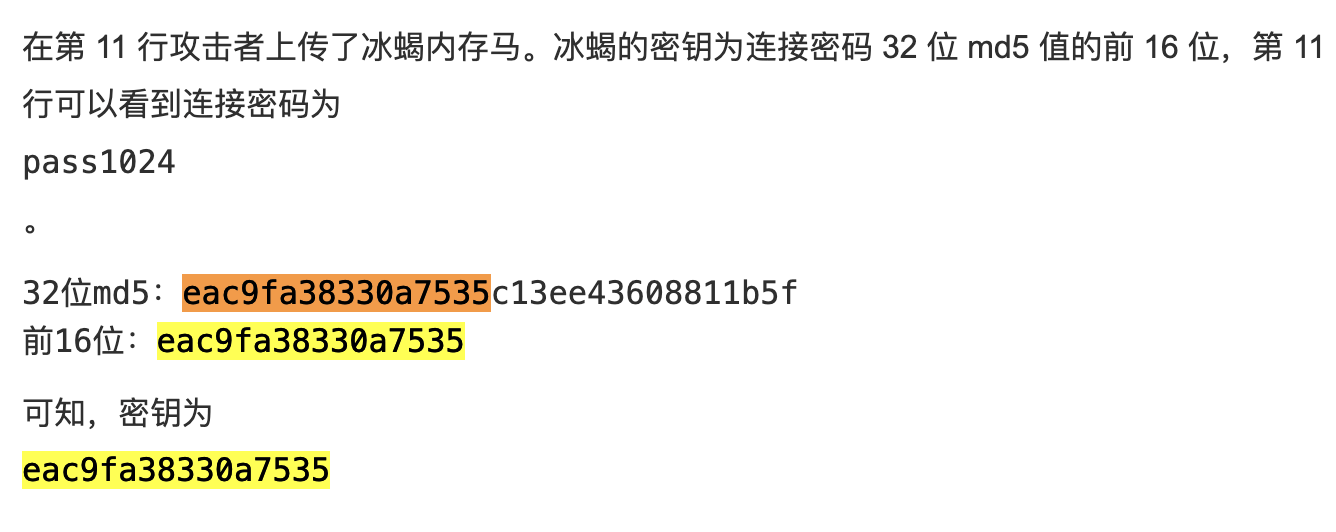 在第 11 行攻击者上传了冰蝎内存马。冰蝎的密钥为连接密码 32 位 md5 值的前 16 位，第 11
行可以看到连接密码为
pass1024
。
32位md5：eac9fa38330a7535c13ee43608811b5f
前16位：eac9fa38330a7535
可知，密钥为
eac9fa38330a7535